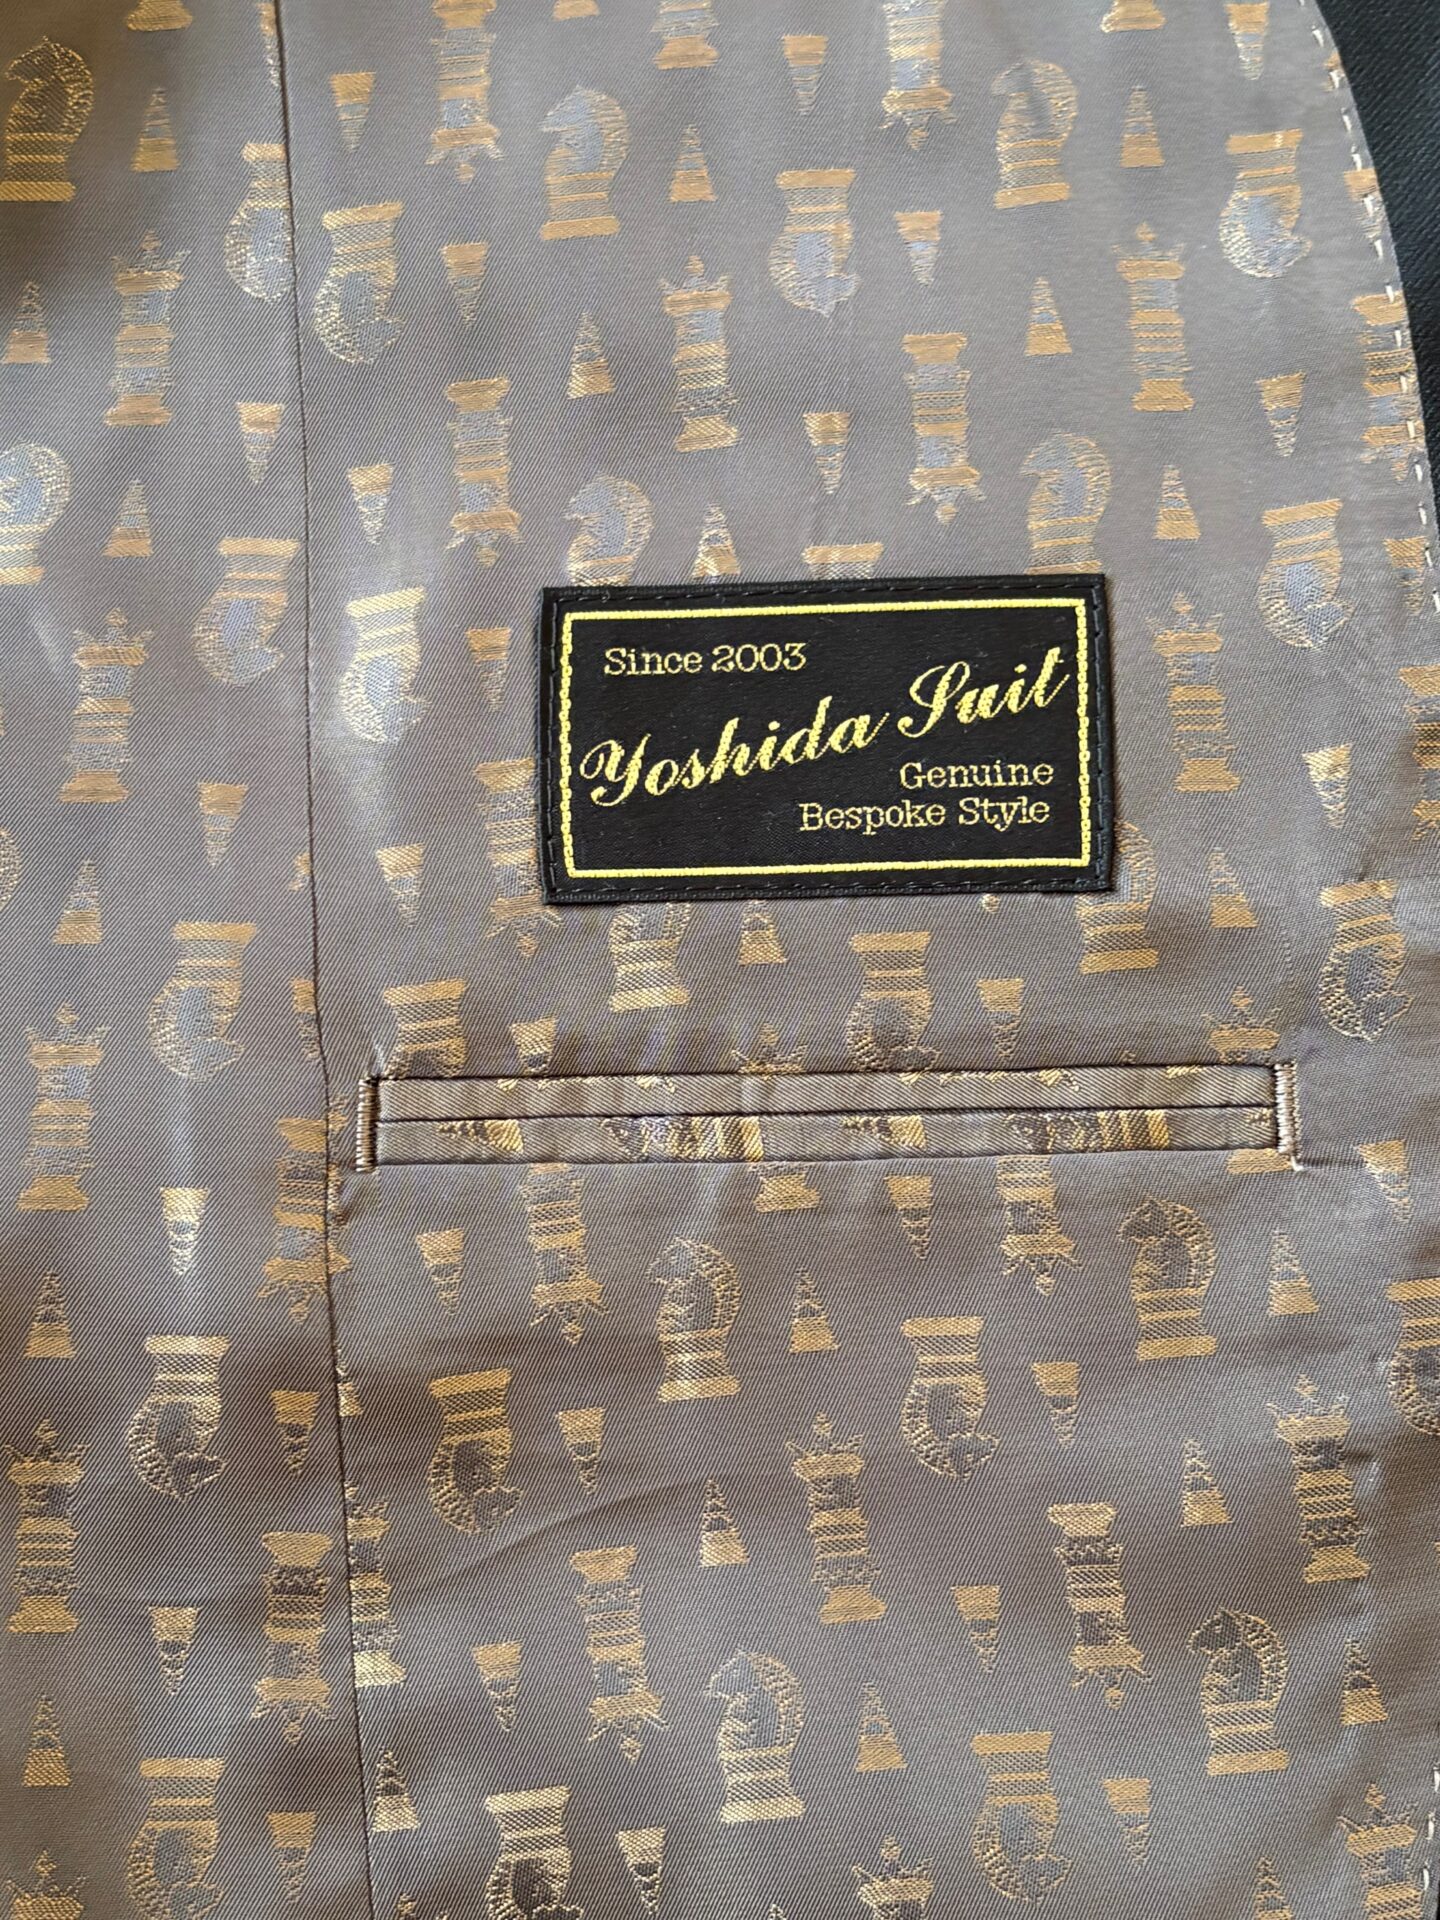 Since 2003
Yoshida Suit
Genuine
Bespoke Style